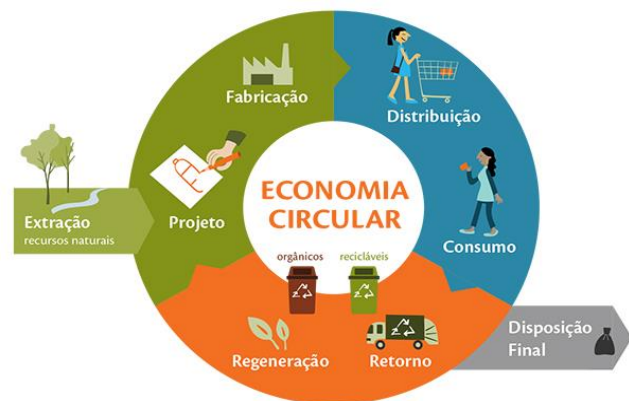 Fabricação
Distribuição
Extração
recursos naturais
Projeto
ECONOMIA
CIRCULAR
Consumo
orgânicos
recicláveis
Regeneração
Retorno
Disposição
Final